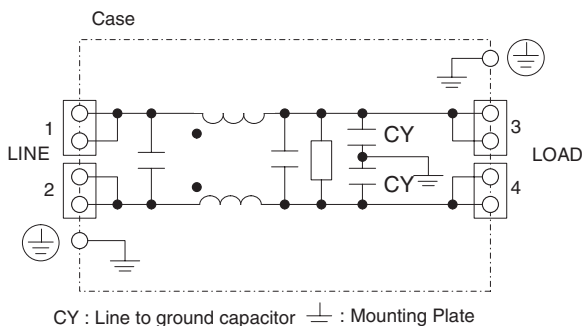 Case
1
LINE
2
CY
CY
3
LOAD
4
CY : Line to ground capacitor ⏚ : Mounting Plate